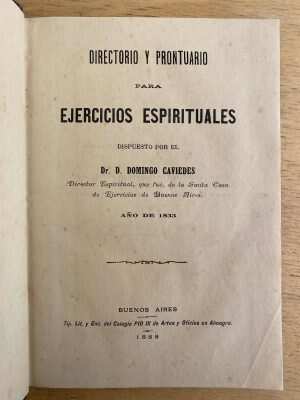 DIRECTORIO Y PRONTUARIO
PARA
EJERCICIOS ESPIRITUALES
DISPUESTO POR EL
Dr. D. DOMINGO CAVIEDES
Director Espiritual, que fué, de la Santa Casa
de Ejercicios de Buenos Aires.
AÑO DE 1833
BUENOS AIRES
Tip. Lit. y Enc. del Colegio PIO IX de Artes y Oficios en Almagro.
1888